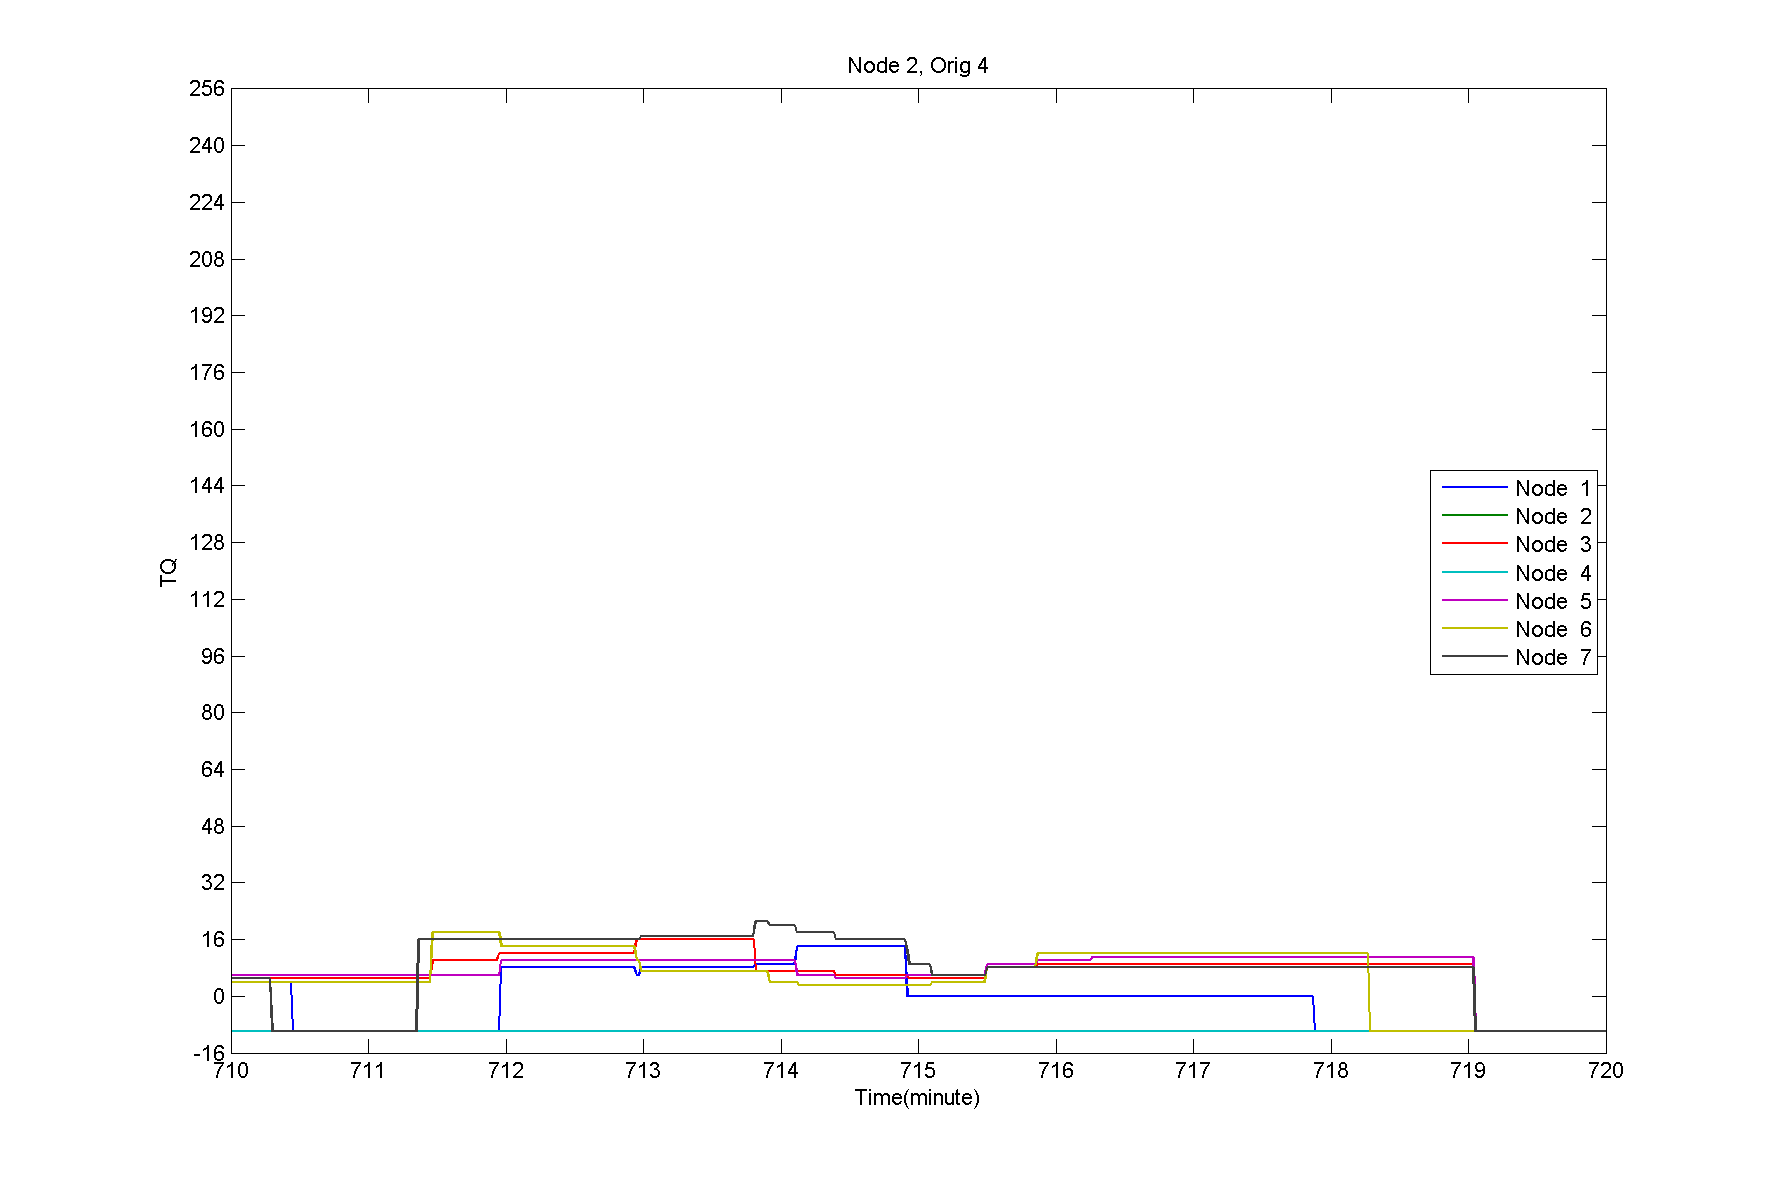 Node 2, Orig 4
256
240
224
208
192
176
160
144
128
112
96
80
64
48
32
16
0
-16
TQ
710 711 712 713 714 715 716 717 718 719 720
Time(minute)
Node 1
Node 2
Node 3
Node 4
Node 5
Node 6
Node 7